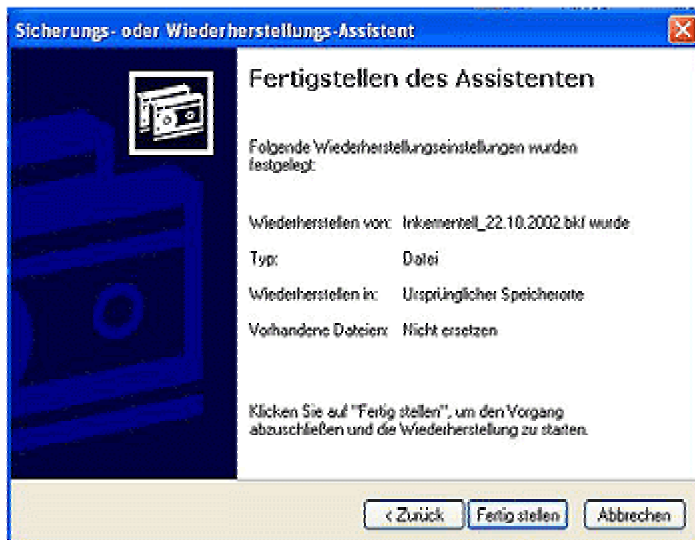 Sicherungs- oder Wiederherstellungs-Assistent
Fertigstellen des Assistenten
Folgende Wiederherstellungseinstellungen wurden
festgelegt:
Wiederherstellen von: Inkementell_22.10.2002.bkf wurde
Typ: Datei
Wiederherstellen in: Ursprünglicher Speicherorte
Vorhandene Dateien: Nicht ersetzen
Klicken Sie auf "Fertig stellen", um den Vorgang
abzuschließen und die Wiederherstellung zu starten.
< Zurück Fertig stellen Abbrechen